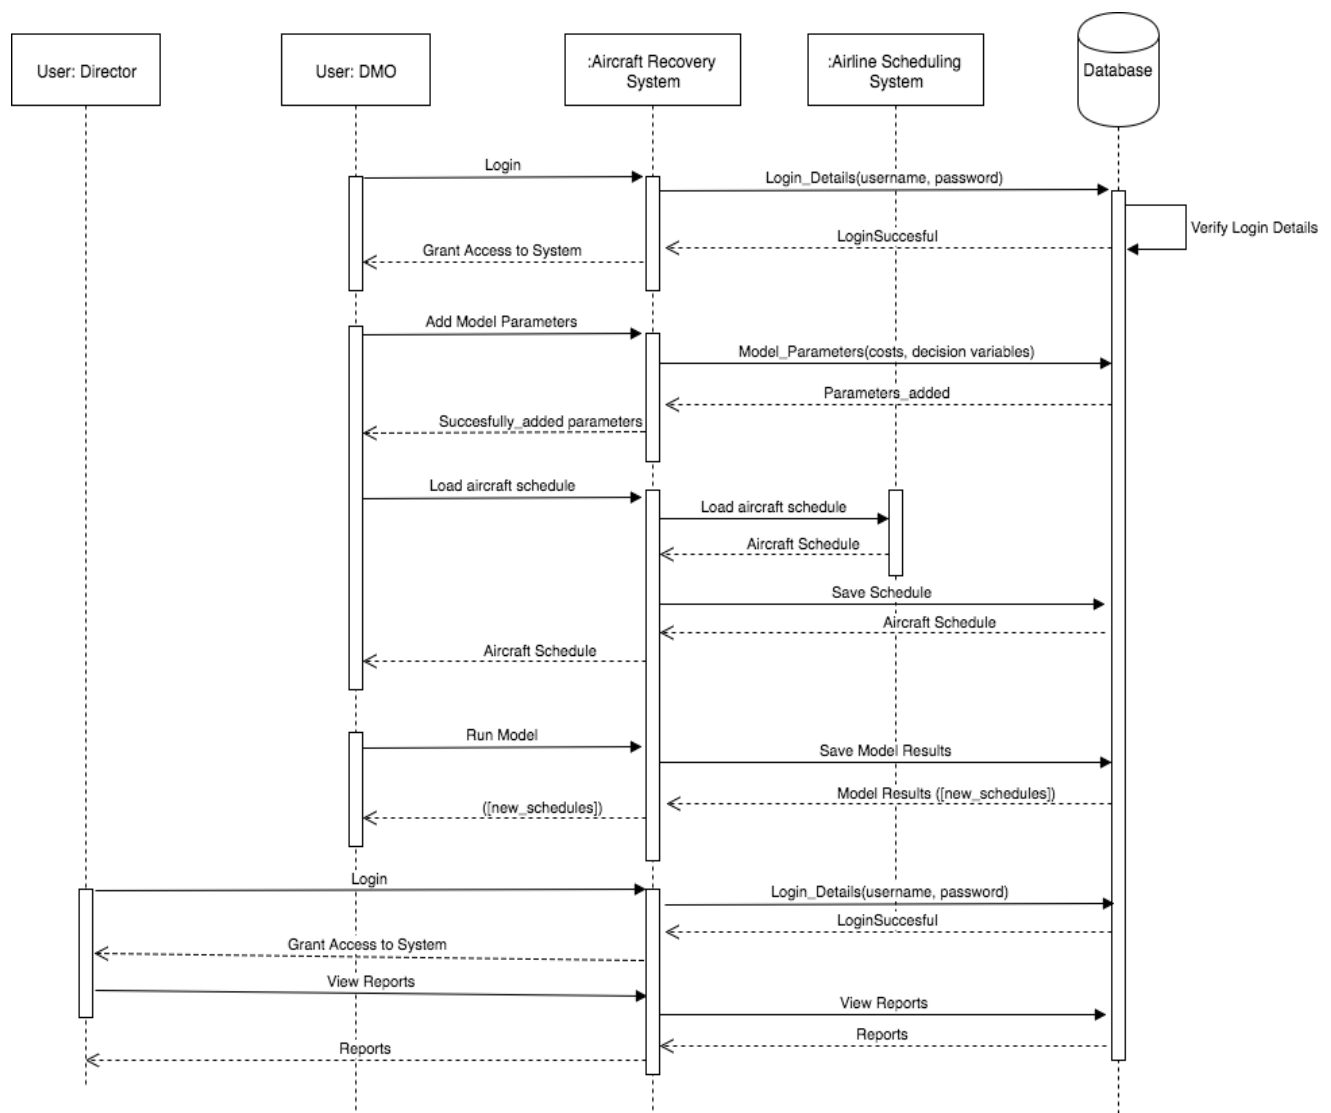 User: Director
User: DMO
:Aircraft Recovery
System
:Airline Scheduling
System
Database
Login
Login_Details(username, password)
Verify Login Details
LoginSuccesful
Grant Access to System
Add Model Parameters
Model_Parameters(costs, decision variables)
Parameters_added
Succesfully_added parameters
Load aircraft schedule
Load aircraft schedule
Aircraft Schedule
Save Schedule
Aircraft Schedule
Aircraft Schedule
Run Model
Save Model Results
Model Results ([new_schedules])
([new_schedules])
Login
Login_Details(username, password)
LoginSuccesful
Grant Access to System
View Reports
View Reports
Reports
Reports